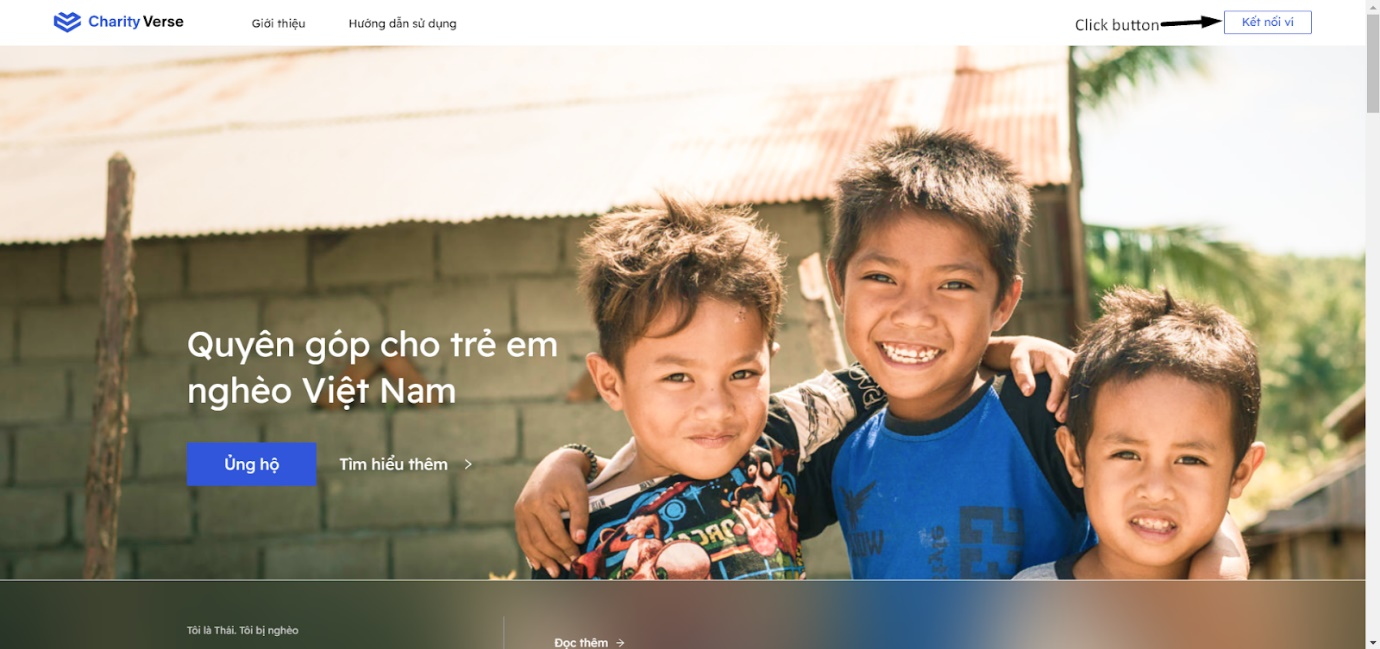 Charity Verse
Giới thiệu
Hướng dẫn sử dụng
Click button
Kết nối ví
Quyên góp cho trẻ em
nghèo Việt Nam
Ủng hộ
Tìm hiểu thêm
Tôi là Thái. Tôi bị nghèo
Đọc thêm